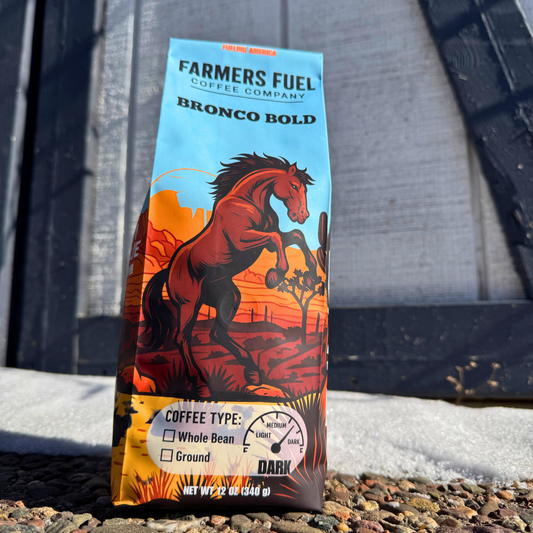 FUELING AMERICA
FARMERS FUEL
COFFEE COMPANY
BRONCO BOLD
COFFEE TYPE:
Whole Bean
Ground
LIGHT
MEDIUM
DARK
E
F
DARK
NET WT 12 OZ (340 g)